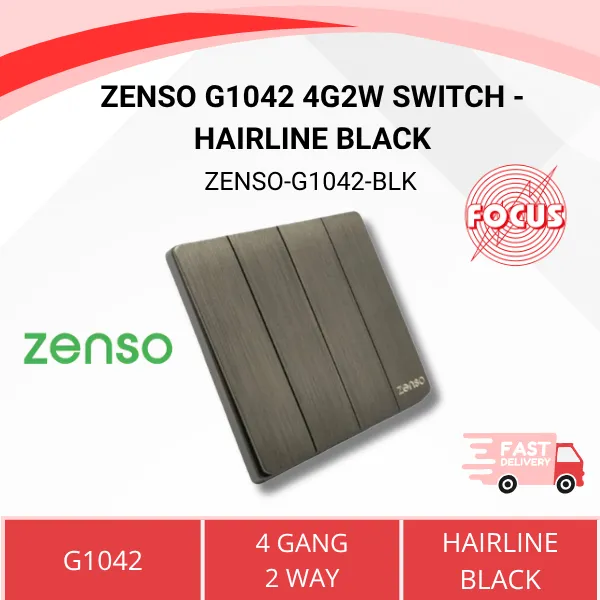 ZENSO G1042 4G2W SWITCH -
HAIRLINE BLACK
ZENSO-G1042-BLK
FOCUS
zenso
zenso
FAST
DELIVERY
G1042
4 GANG
2 WAY
HAIRLINE
BLACK